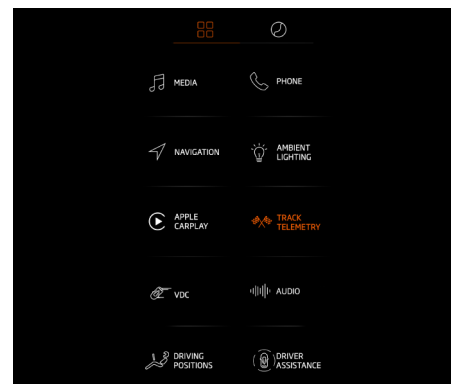 MEDIA
PHONE
NAVIGATION
AMBIENT
LIGHTING
APPLE
CARPLAY
TRACK
TELEMETRY
VDC
AUDIO
DRIVING
POSITIONS
DRIVER
ASSISTANCE